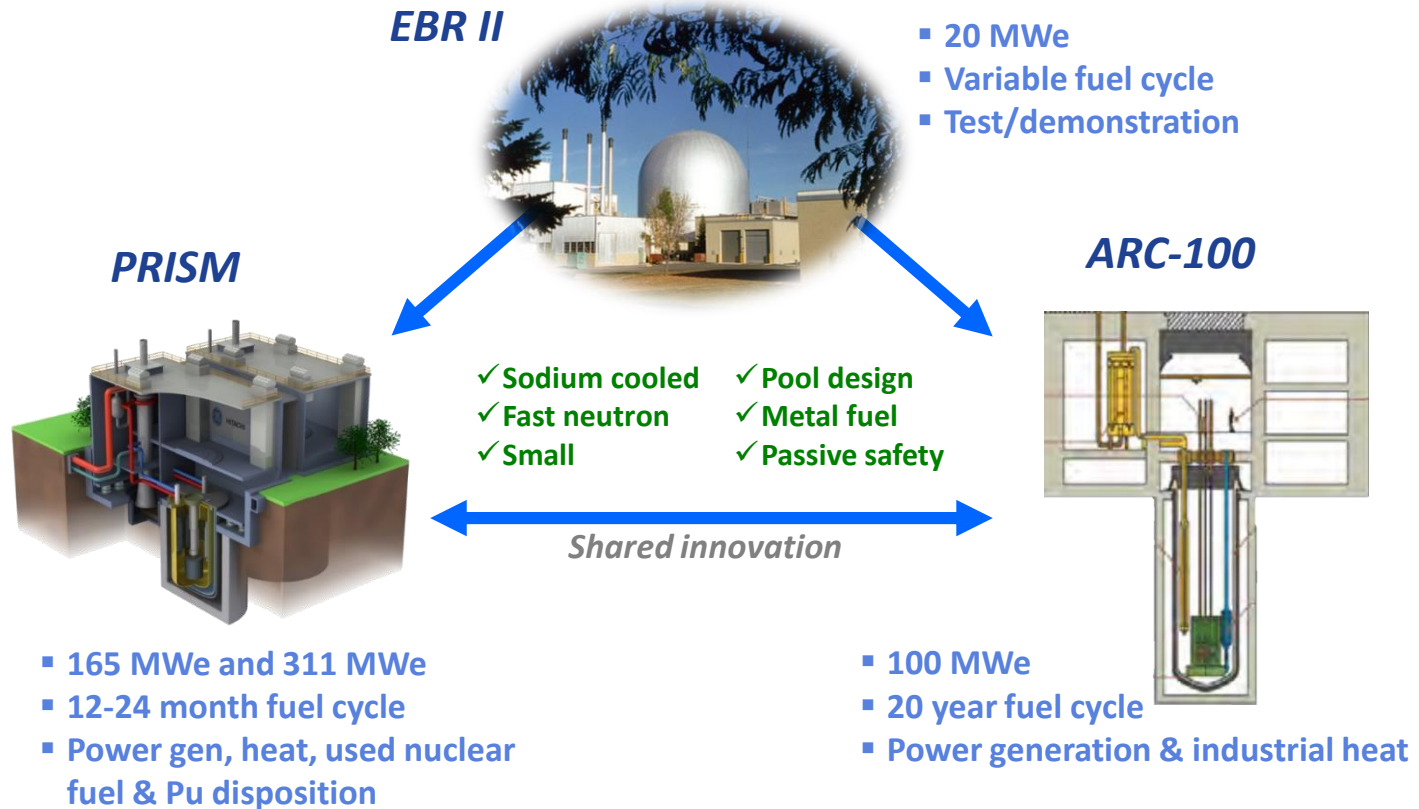 EBR II
▪ 20 MWe
▪ Variable fuel cycle
▪ Test/demonstration
PRISM
ARC-100
✓ Sodium cooled
✓ Fast neutron
✓ Small
✓ Pool design
✓ Metal fuel
✓ Passive safety
HITACHI
Shared innovation
▪ 165 MWe and 311 MWe
▪ 12-24 month fuel cycle
▪ Power gen, heat, used nuclear
fuel & Pu disposition
▪ 100 MWe
▪ 20 year fuel cycle
▪ Power generation & industrial heat